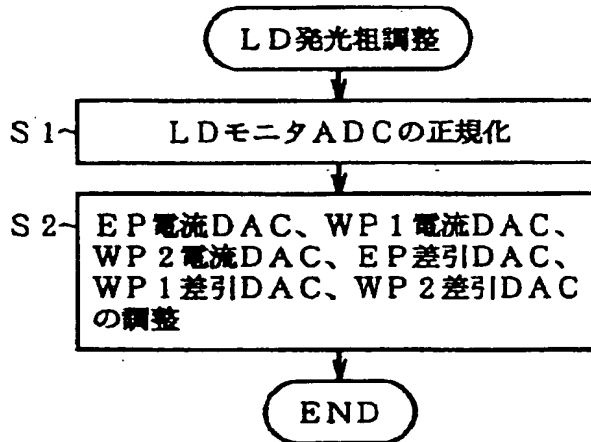 LD発光粗調整
S1
LDモニタADCの正規化
S2
EP電流DAC、WP1電流DAC、
WP2電流DAC、EP差引DAC、
WP1差引DAC、WP2差引DAC
の調整
END